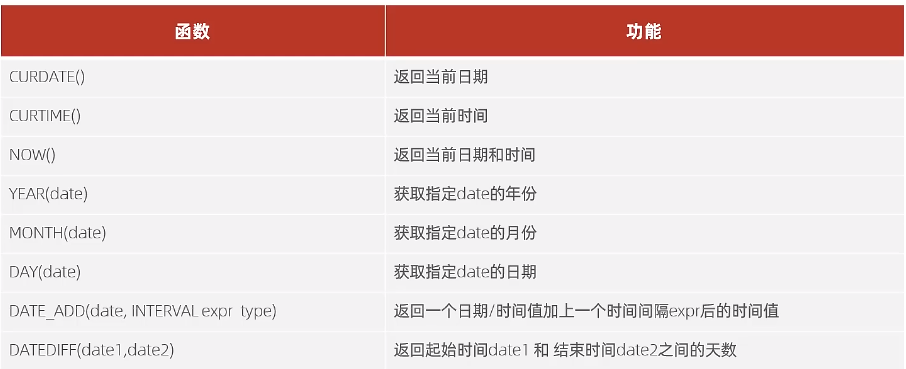 函数 功能
CURDATE() 返回当前日期
CURTIME() 返回当前时间
NOW() 返回当前日期和时间
YEAR(date) 获取指定date的年份
MONTH(date) 获取指定date的月份
DAY(date) 获取指定date的日期
DATE_ADD(date, INTERVAL expr type) 返回一个日期/时间值加上一个时间间隔expr后的时间值
DATEDIFF(date1,date2) 返回起始时间date1 和 结束时间date2之间的天数